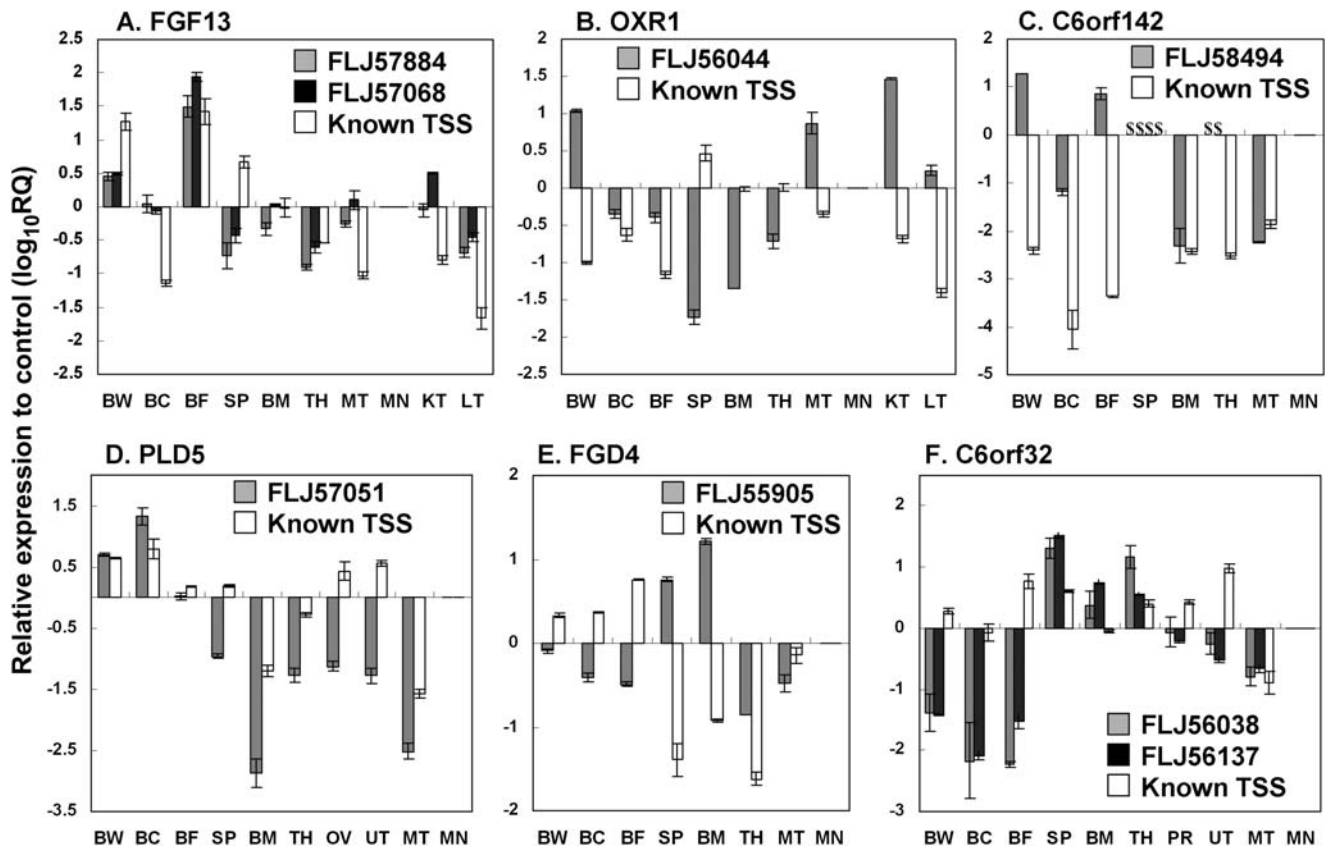 Relative expression to control (log10RQ)
A. FGF13
2.5
2
1.5
1
0.5
0
-0.5
-1
-1.5
-2
-2.5
FLJ57884
FLJ57068
Known TSS
BW BC BF SP BM TH MT MN KT LT
B. OXR1
2
1.5
1
0.5
0
-0.5
-1
-1.5
-2
-2.5
FLJ56044
Known TSS
BW BC BF SP BM TH MT MN KT LT
C. C6orf142
2
1
0
-1
-2
-3
-4
-5
FLJ58494
Known TSS
$$$$ $$
BW BC BF SP BM TH MT MN
D. PLD5
1.5
0.5
-0.5
-1.5
-2.5
-3.5
FLJ57051
Known TSS
BW BC BF SP BM TH OV UT MT MN
E. FGD4
2
1
0
-1
-2
FLJ55905
Known TSS
BW BC BF SP BM TH MT MN
F. C6orf32
2
1
0
-1
-2
-3
FLJ56038
FLJ56137
Known TSS
BW BC BF SP BM TH PR UT MT MN